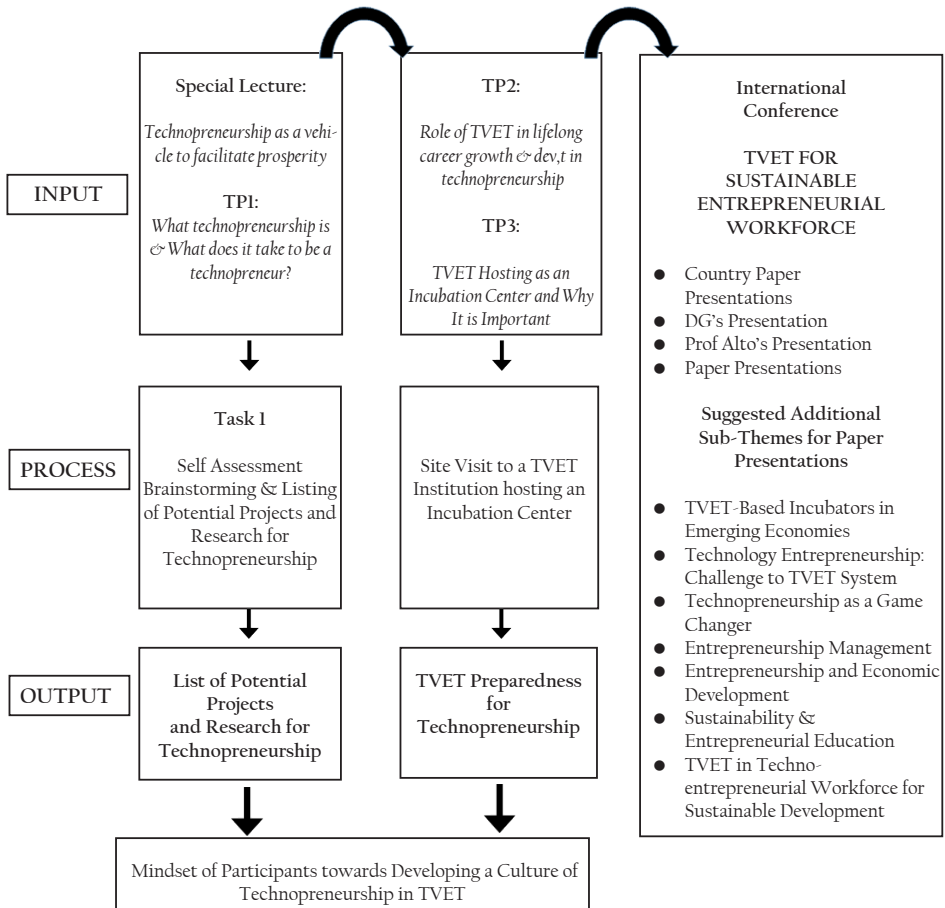 INPUT
Special Lecture:
Technopreneurship as a vehi-
cle to facilitate prosperity
TP1:
What technopreneurship is
& What does it take to be a
technopreneur?
TP2:
Role of TVET in lifelong
career growth & dev,t in
technopreneurship
TP3:
TVET Hosting as an
Incubation Center and Why
It is Important
PROCESS
Task 1
Self Assessment
Brainstorming & Listing
of Potential Projects and
Research for
Technopreneurship
Site Visit to a TVET
Institution hosting an
Incubation Center
OUTPUT
List of Potential
Projects
and Research for
Technopreneurship
TVET Preparedness
for
Technopreneurship
Mindset of Participants towards Developing a Culture of
Technopreneurship in TVET
International
Conference
TVET FOR
SUSTAINABLE
ENTREPRENEURIAL
WORKFORCE
● Country Paper
Presentations
● DG's Presentation
● Prof Alto's Presentation
● Paper Presentations
Suggested Additional
Sub-Themes for Paper
Presentations
● TVET-Based Incubators in
Emerging Economies
● Technology Entrepreneurship:
Challenge to TVET System
● Technopreneurship as a Game
Changer
● Entrepreneurship Management
● Entrepreneurship and Economic
Development
● Sustainability &
Entrepreneurial Education
● TVET in Techno-
entrepreneurial Workforce for
Sustainable Development